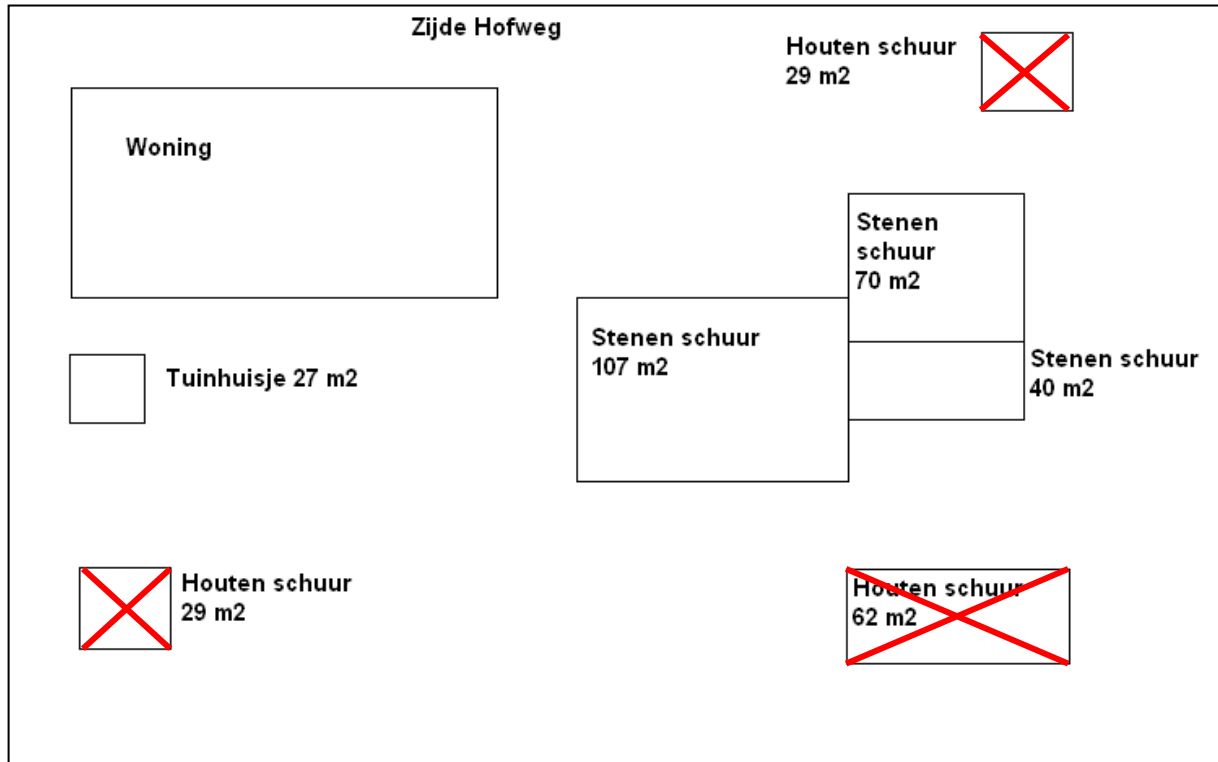 Zijde Hofweg
Houten schuur
29 m2
Woning
Stenen
schuur
70 m2
Stenen schuur
107 m2
Stenen schuur
40 m2
Tuinhuisje 27 m2
Houten schuur
29 m2
Houten schuur
62 m2